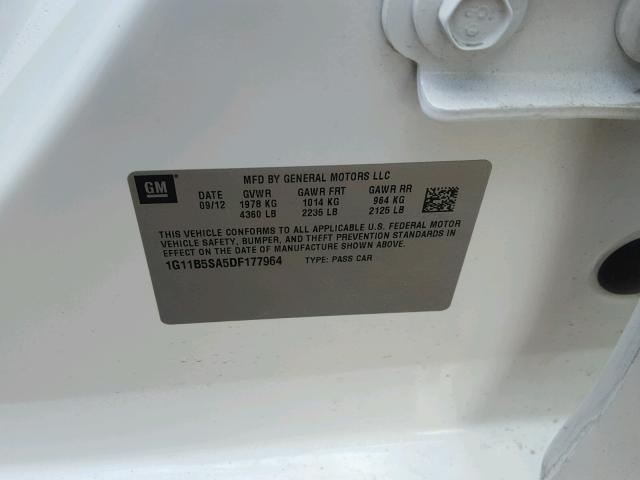 GM
MFD BY GENERAL MOTORS LLC
DATE GVWR GAWR FRT GAWR RR
09/12 1978 KG 1014 KG 964 KG
4360 LB 2235 LB 2125 LB
THIS VEHICLE CONFORMS TO ALL APPLICABLE U.S. FEDERAL MOTOR
VEHICLE SAFETY, BUMPER, AND THEFT PREVENTION STANDARDS IN
EFFECT ON THE DATE OF MANUFACTURE SHOWN ABOVE.
1G11B5SA5DF177964 TYPE: PASS CAR